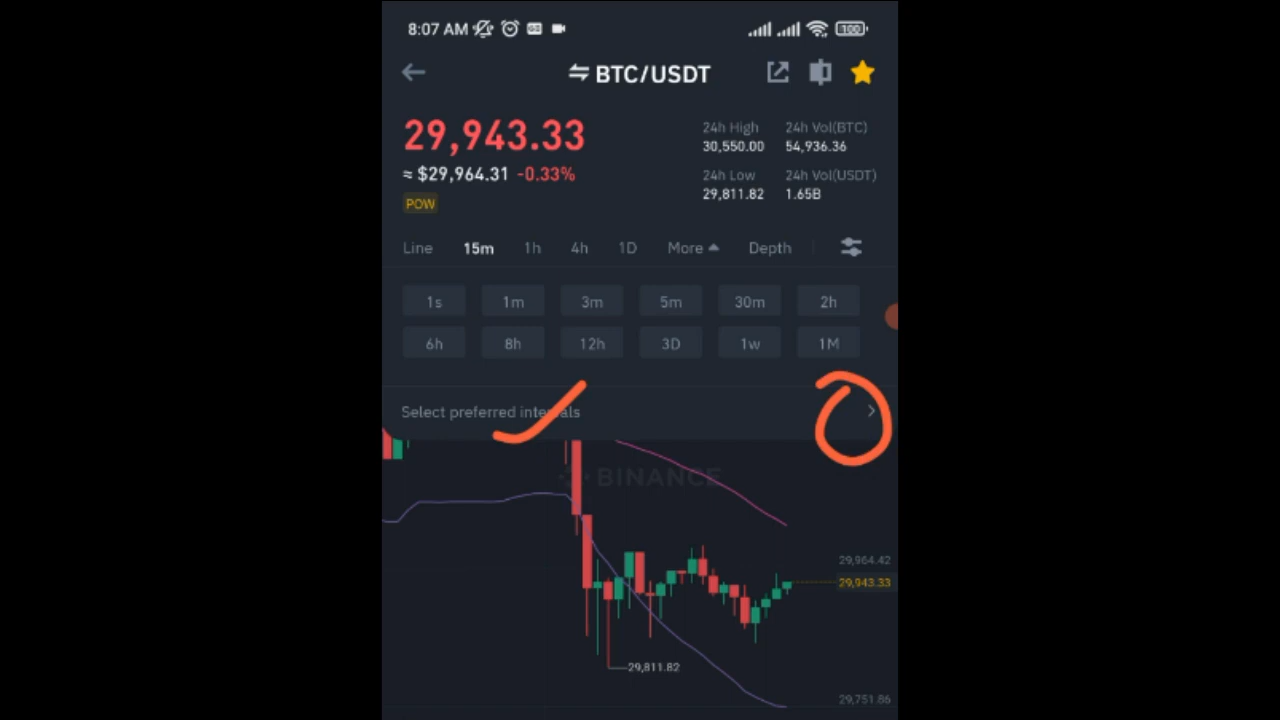 8:07 AM
100
BTC/USDT
29,943.33
≈ $29,964.31 -0.33%
POW
24h High 24h Vol(BTC)
30,550.00 54,936.36
24h Low 24h Vol(USDT)
29,811.82 1.65B
Line 15m 1h 4h 1D More Depth
1s 1m 3m 5m 30m 2h
6h 8h 12h 3D 1w 1M
Select preferred intervals
BINANCE
29,964.42
29,943.33
29,811.82
29,751.86